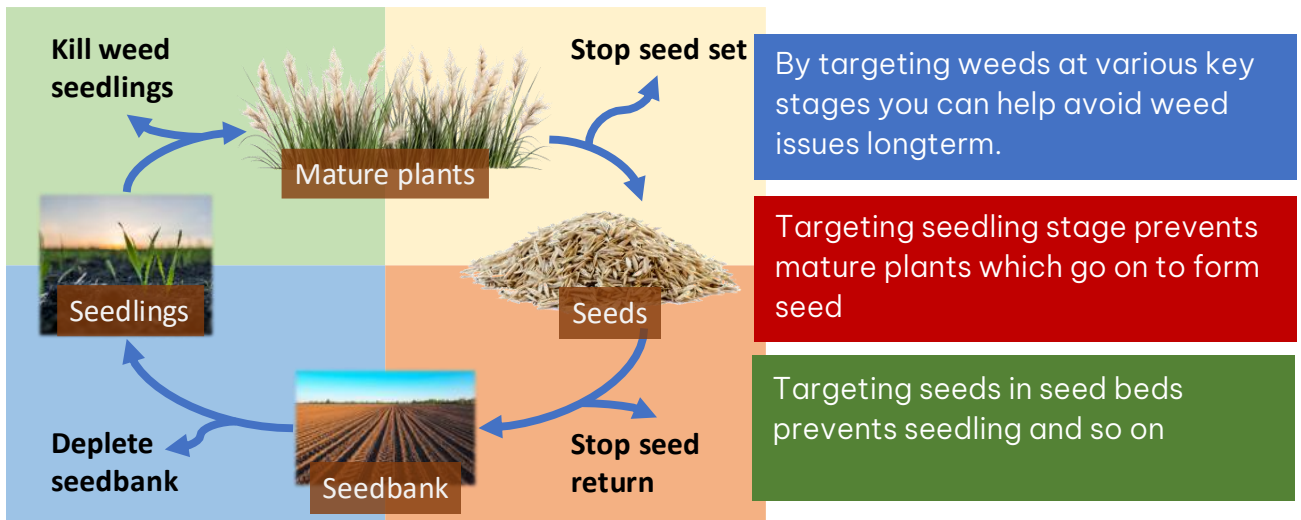 Kill weed
seedlings
Mature plants
Stop seed set
Seedlings
Seeds
Deplete
seedbank
Seedbank
Stop seed
return
By targeting weeds at various key
stages you can help avoid weed
issues longterm.
Targeting seedling stage prevents
mature plants which go on to form
seed
Targeting seeds in seed beds
prevents seedling and so on